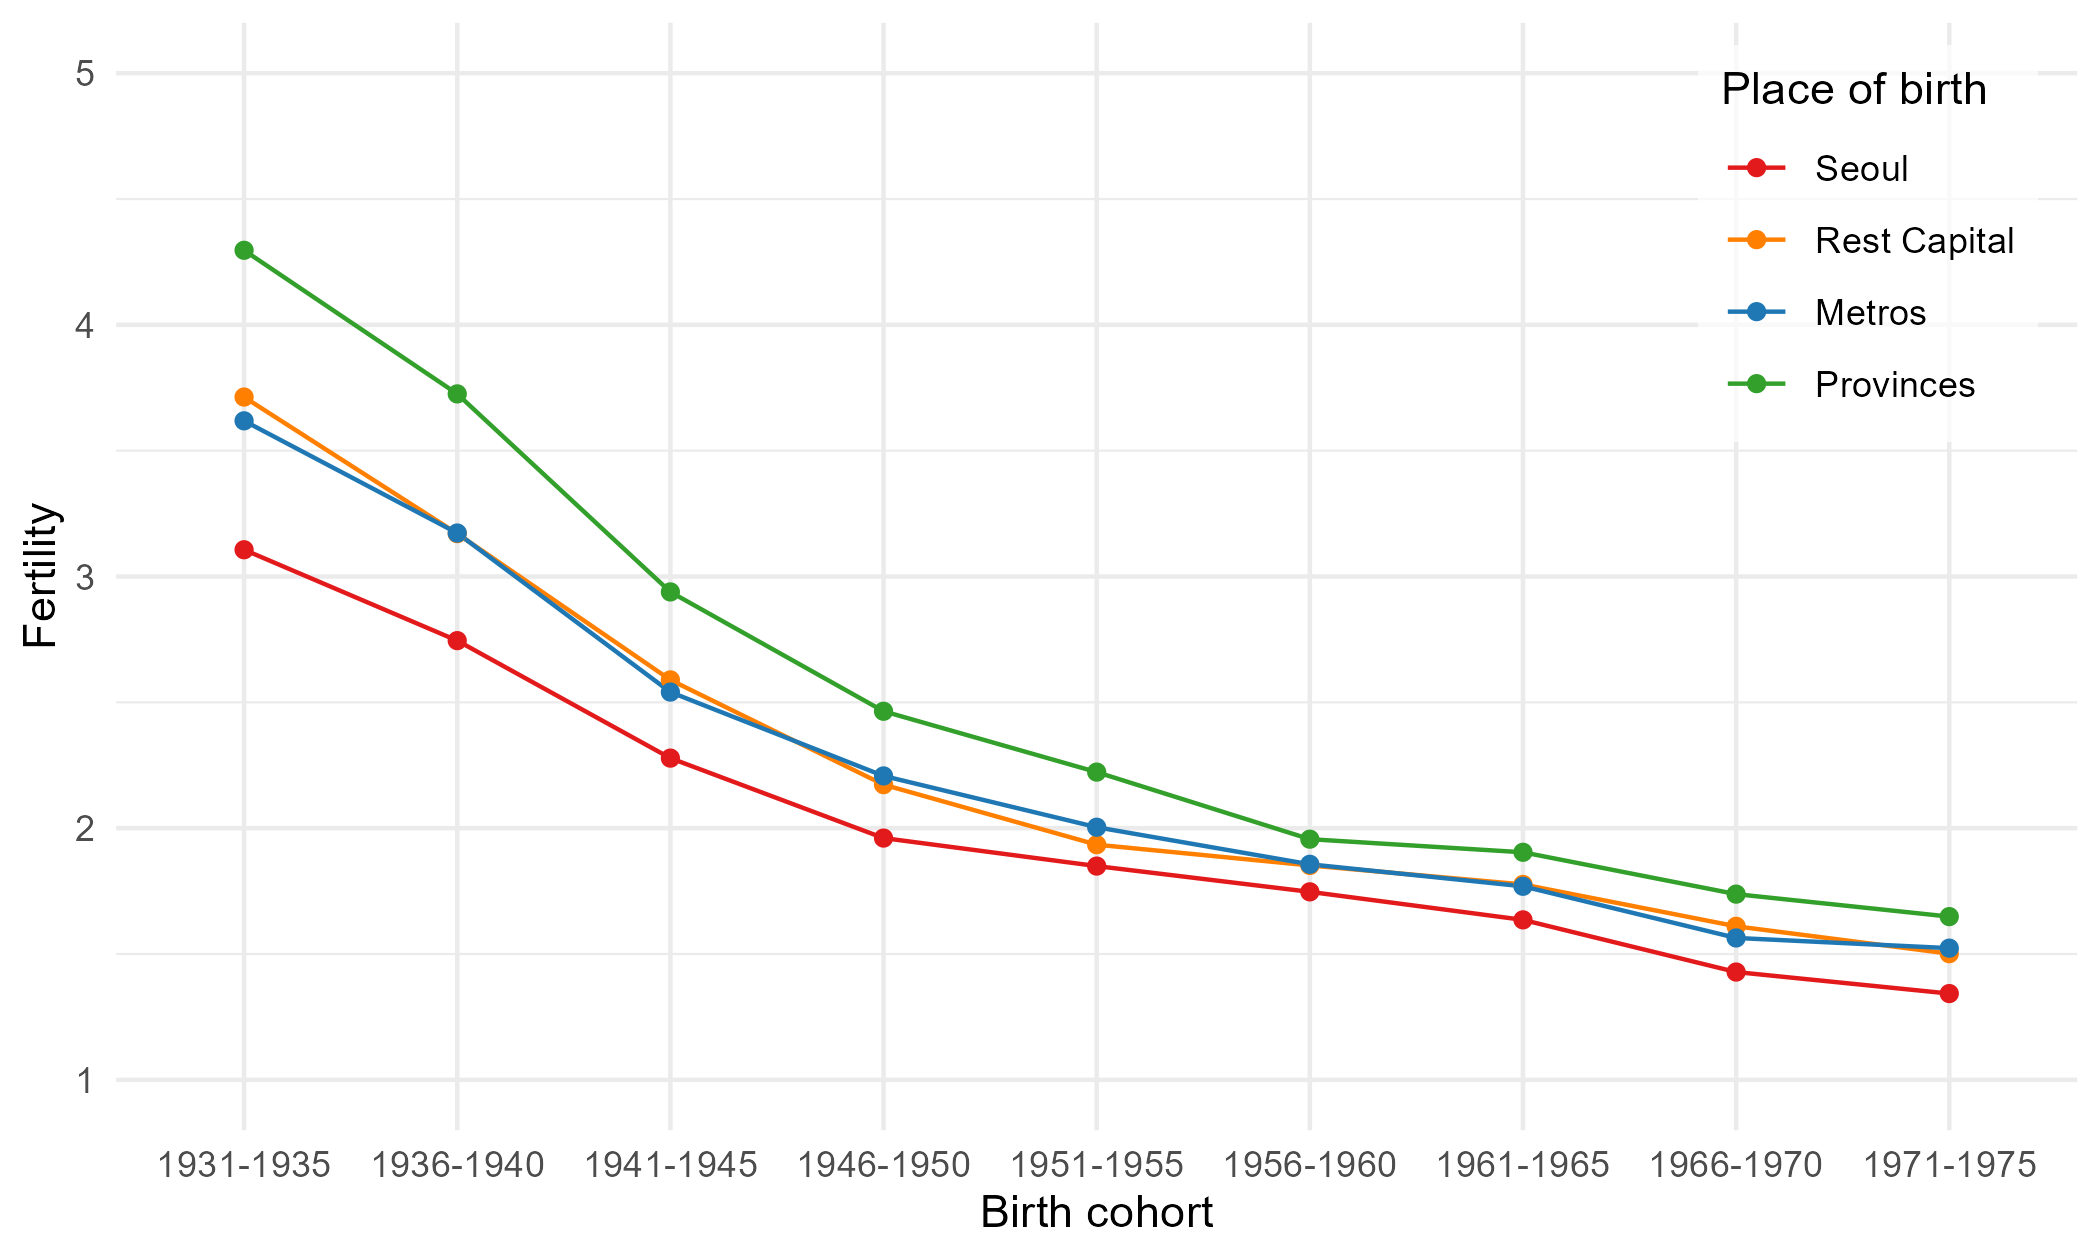 5
4
3
2
1
Fertility
Place of birth
Seoul
Rest Capital
Metros
Provinces
1931-1935 1936-1940 1941-1945 1946-1950 1951-1955 1956-1960 1961-1965 1966-1970 1971-1975
Birth cohort